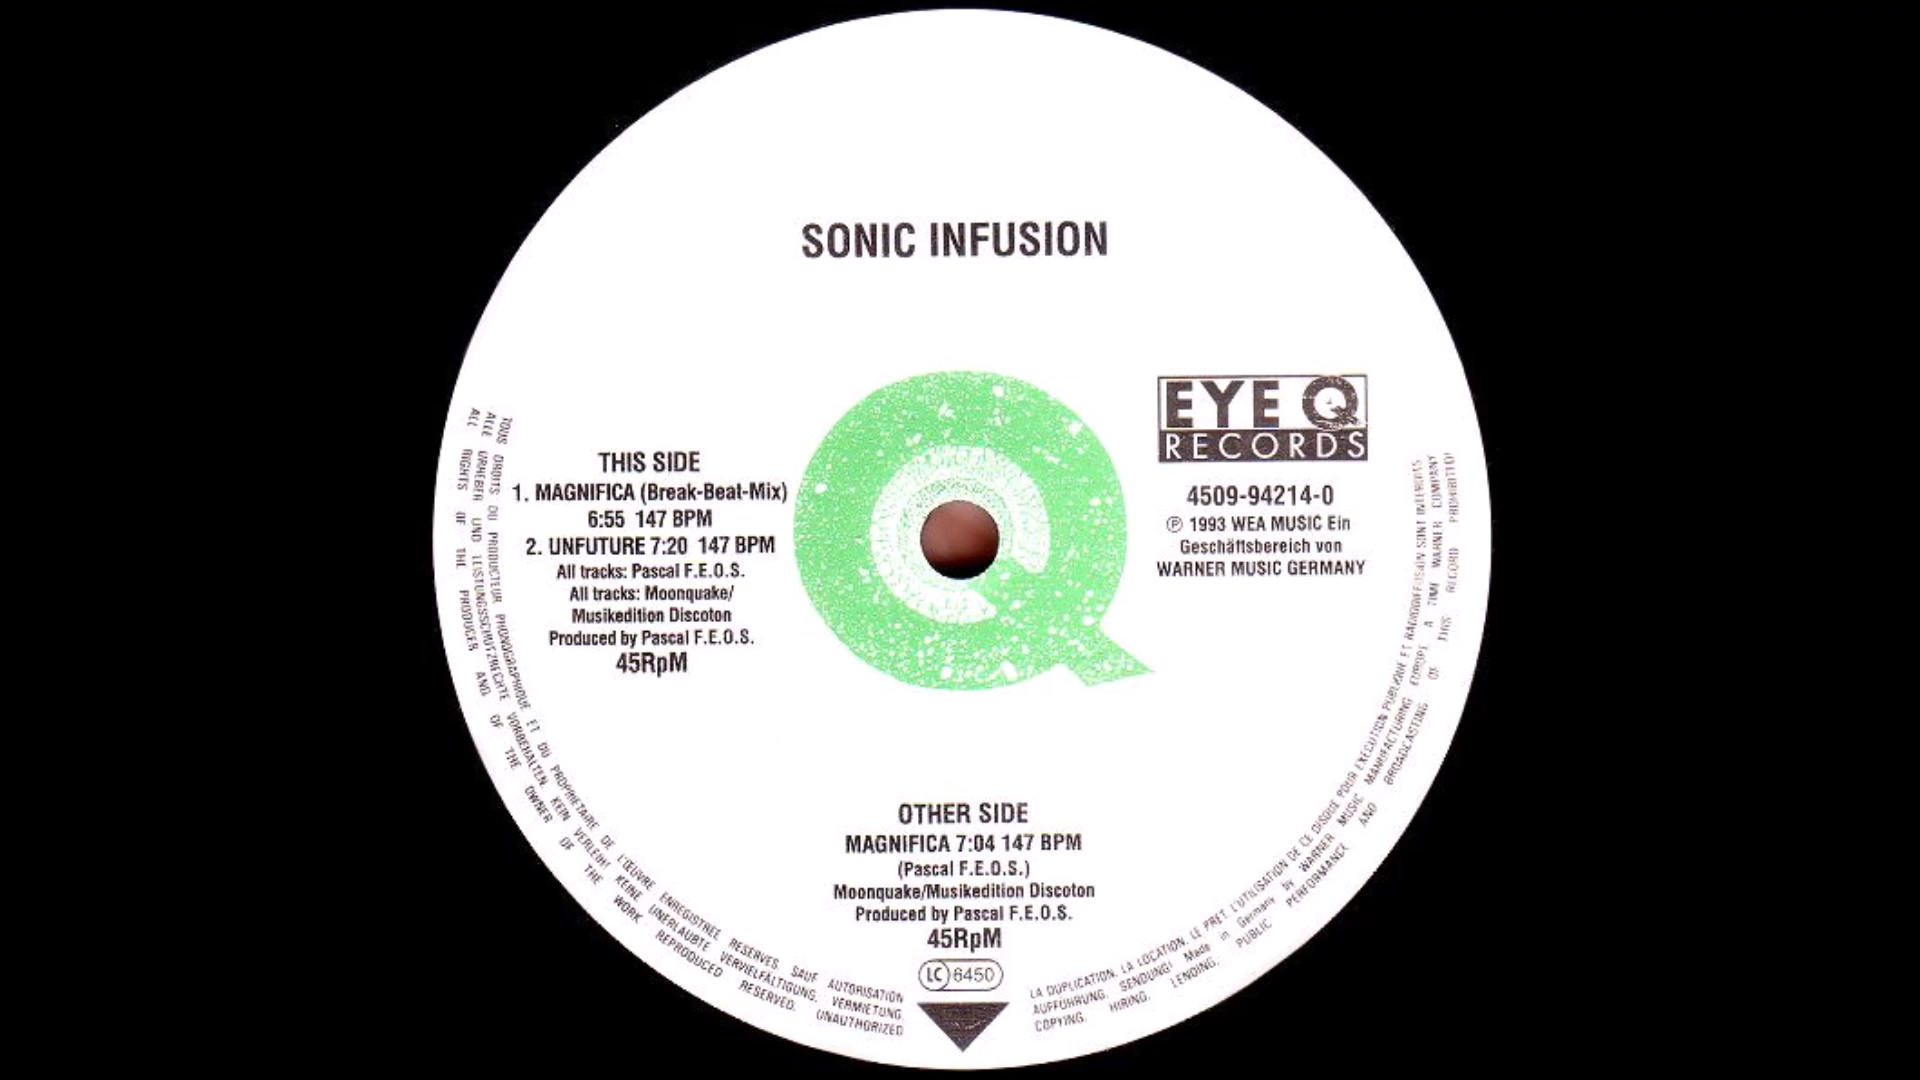 SONIC INFUSION
EYE Q
RECORDS
4509-94214-0
Ⓟ 1993 WEA MUSIC Ein
Geschäftsbereich von
WARNER MUSIC GERMANY
THIS SIDE
1. MAGNIFICA (Break-Beat-Mix)
6:55 147 BPM
2. UNFUTURE 7:20 147 BPM
All tracks: Pascal F.E.O.S.
All tracks: Moonquake/
Musikedition Discoton
Produced by Pascal F.E.O.S.
45RpM
OTHER SIDE
MAGNIFICA 7:04 147 BPM
(Pascal F.E.O.S.)
Moonquake/Musikedition Discoton
Produced by Pascal F.E.O.S.
45RpM
LC 6450
TOUS DROITS DU PRODUCTEUR PHONOGRAPHIQUE ET DU PROPRIETAIRE DE L'ŒUVRE ENREGISTREE RESERVES. SAUF AUTORISATION
ALLE URHEBER UND LEISTUNGSSCHUTZRECHTE VORBEHALTEN. KEIN VERLEIH! KEINE UNERLAUBTE VERVIELFÄLTIGUNG, VERMIETUNG,
ALL RIGHTS OF THE PRODUCER AND OF THE OWNER OF THE WORK REPRODUCED RESERVED. UNAUTHORIZED
LA DUPLICATION, LA LOCATION, LE PRET, L'UTILISATION DE CE DISQUE POUR EXECUTION PUBLIQUE ET RADIODIFFUSION SONT INTERDITS
AUFFÜHRUNG, SENDUNG! Made in Germany by WARNER MUSIC MANUFACTURING EUROPE A TIME WARNER COMPANY
COPYING, HIRING, LENDING, PUBLIC PERFORMANCE AND BROADCASTING OF THIS RECORD PROHIBITED!